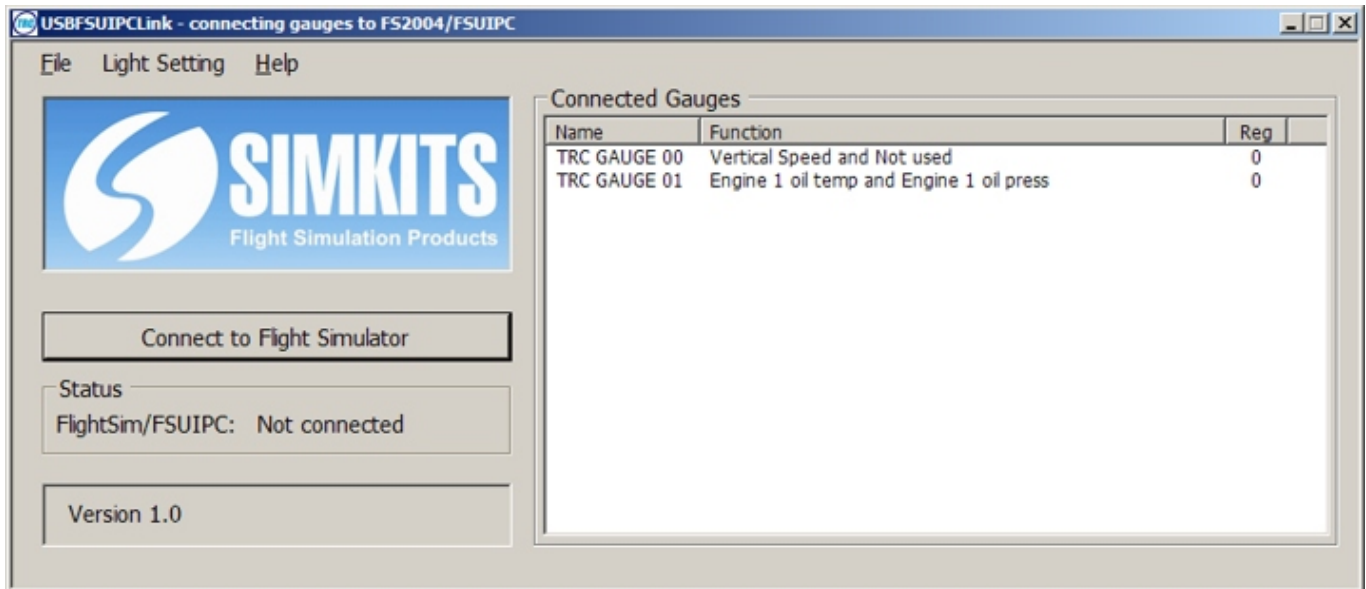 TRC USBFSUIPCLink - connecting gauges to FS2004/FSUIPC
File Light Setting Help
SIMKITS
Flight Simulation Products
Connect to Flight Simulator
Status
FlightSim/FSUIPC: Not connected
Version 1.0
Connected Gauges
Name Function Reg
TRC GAUGE 00 Vertical Speed and Not used 0
TRC GAUGE 01 Engine 1 oil temp and Engine 1 oil press 0